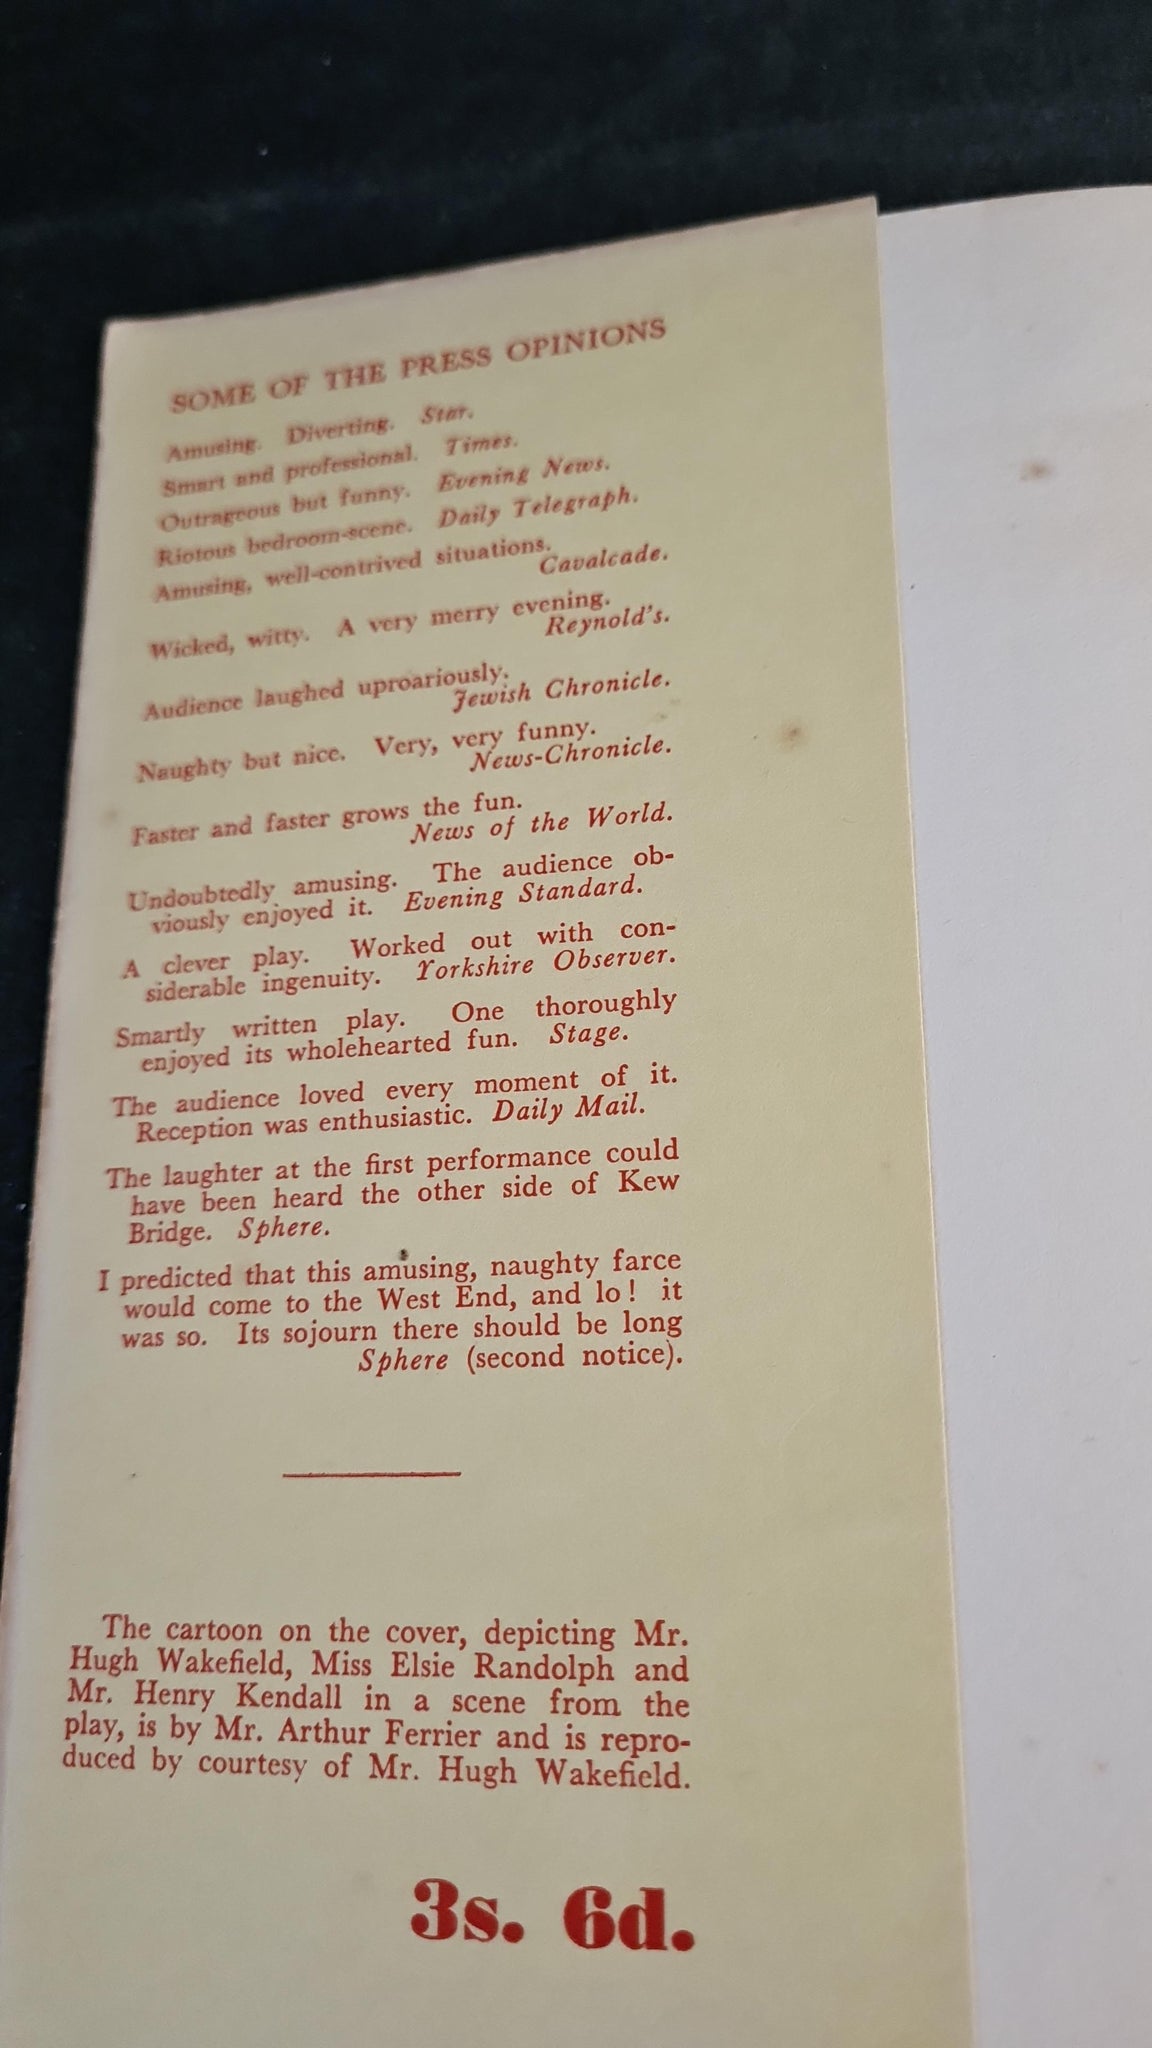 SOME OF THE PRESS OPINIONS
Amusing. Diverting. Star.
Smart and professional. Times.
Outrageous but funny. Evening News.
Riotous bedroom-scene. Daily Telegraph.
Amusing, well-contrived situations.
Cavalcade.
Wicked, witty. A very merry evening.
Reynold's.
Audience laughed uproariously.
Jewish Chronicle.
Naughty but nice. Very, very funny.
News-Chronicle.
Faster and faster grows the fun.
News of the World.
Undoubtedly amusing. The audience ob-
viously enjoyed it. Evening Standard.
A clever play. Worked out with con-
siderable ingenuity. Yorkshire Observer.
Smartly written play. One thoroughly
enjoyed its wholehearted fun. Stage.
The audience loved every moment of it.
Reception was enthusiastic. Daily Mail.
The laughter at the first performance could
have been heard the other side of Kew
Bridge. Sphere.
I predicted that this amusing, naughty farce
would come to the West End, and lo! it
was so. Its sojourn there should be long
Sphere (second notice).
The cartoon on the cover, depicting Mr.
Hugh Wakefield, Miss Elsie Randolph and
Mr. Henry Kendall in a scene from the
play, is by Mr. Arthur Ferrier and is repro-
duced by courtesy of Mr. Hugh Wakefield.
3s. 6d.